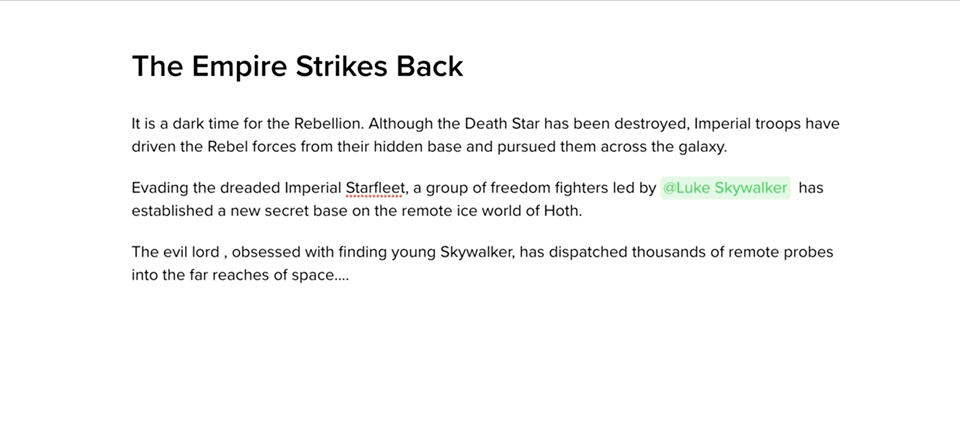 The Empire Strikes Back
It is a dark time for the Rebellion. Although the Death Star has been destroyed, Imperial troops have
driven the Rebel forces from their hidden base and pursued them across the galaxy.
Evading the dreaded Imperial Starfleet, a group of freedom fighters led by @Luke Skywalker has
established a new secret base on the remote ice world of Hoth.
The evil lord , obsessed with finding young Skywalker, has dispatched thousands of remote probes
into the far reaches of space....